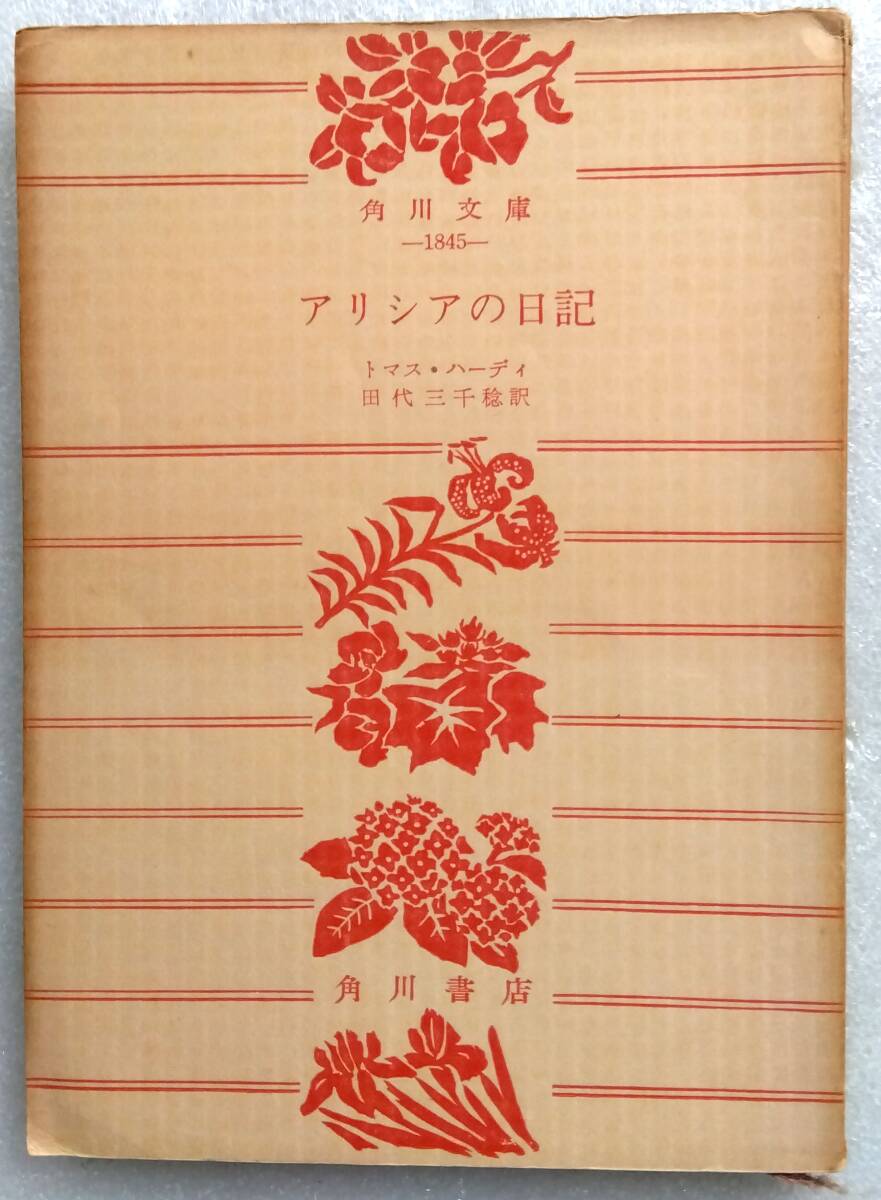 角川文庫
—1845—
アリシアの日記
トマス・ハーディ
田代三千稔訳
角川書店